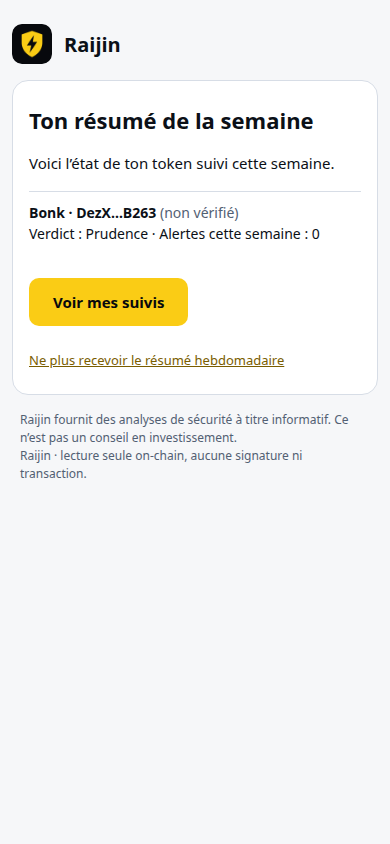 Raijin
Ton résumé de la semaine
Voici l'état de ton token suivi cette semaine.
Bonk · DezX…B263 (non vérifié)
Verdict : Prudence · Alertes cette semaine : 0
Voir mes suivis
Ne plus recevoir le résumé hebdomadaire
Raijin fournit des analyses de sécurité à titre informatif. Ce
n'est pas un conseil en investissement.
Raijin · lecture seule on-chain, aucune signature ni
transaction.